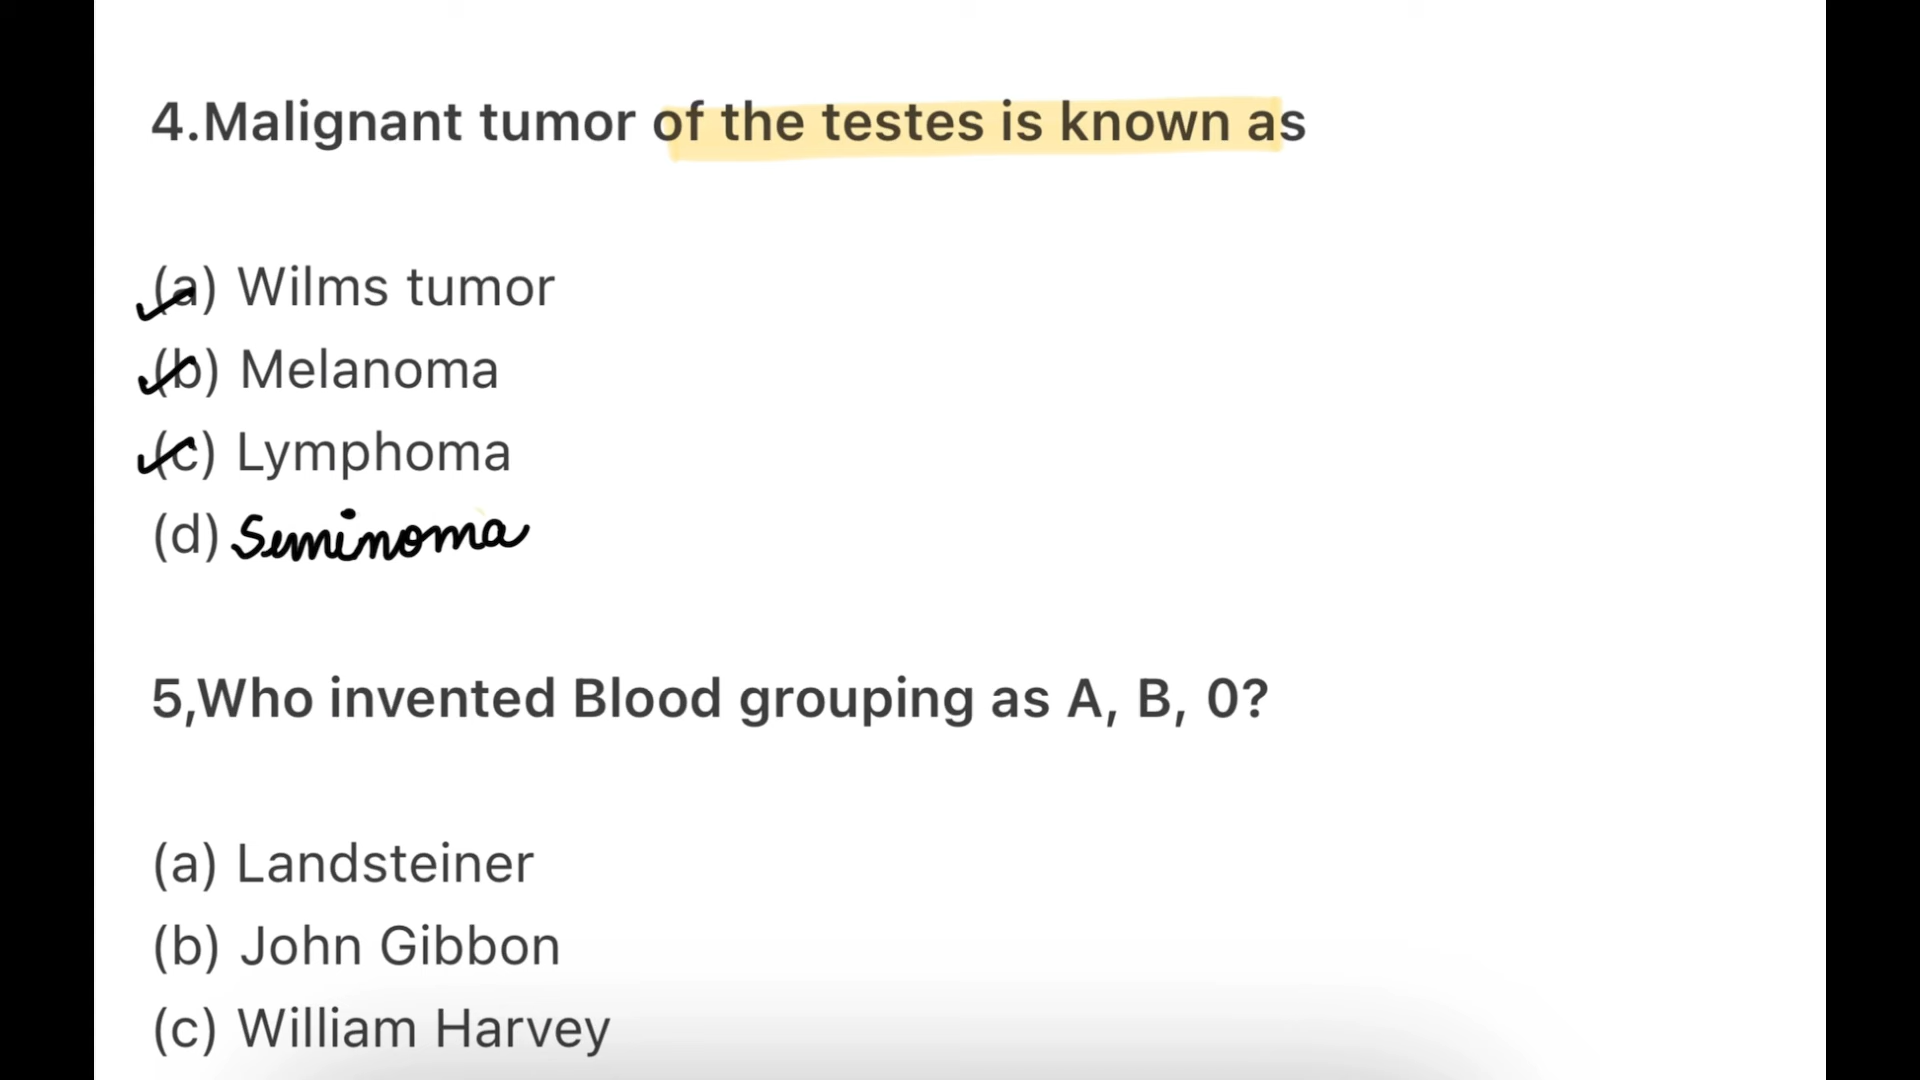 4.Malignant tumor of the testes is known as
(a) Wilms tumor
(b) Melanoma
(c) Lymphoma
(d) Seminoma
5,Who invented Blood grouping as A, B, 0?
(a) Landsteiner
(b) John Gibbon
(c) William Harvey